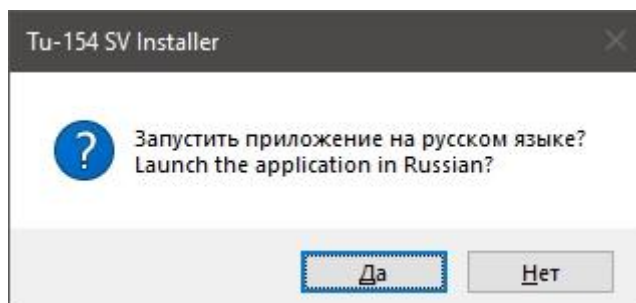 Tu-154 SV Installer
Запустить приложение на русском языке?
Launch the application in Russian?
Да
Нет